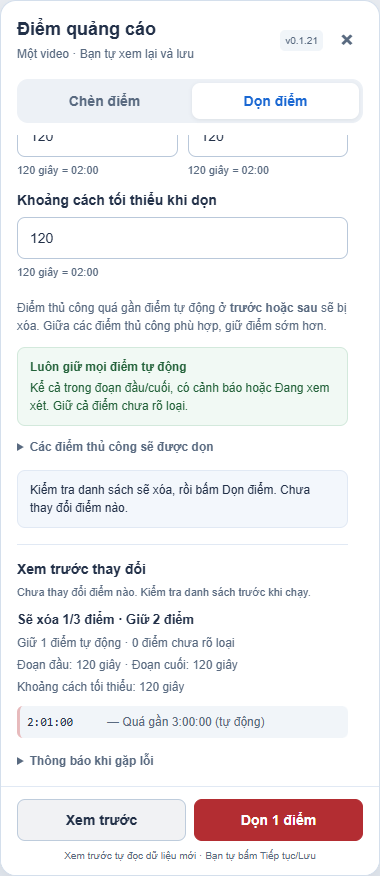 Điểm quảng cáo
Một video · Bạn tự xem lại và lưu
v0.1.21
×
Chèn điểm
Dọn điểm
120
120
120 giây = 02:00
120 giây = 02:00
Khoảng cách tối thiểu khi dọn
120
120 giây = 02:00
Điểm thủ công quá gần điểm tự động ở trước hoặc sau sẽ bị
xóa. Giữa các điểm thủ công phù hợp, giữ điểm sớm hơn.
Luôn giữ mọi điểm tự động
Kể cả trong đoạn đầu/cuối, có cảnh báo hoặc Đang xem
xét. Giữ cả điểm chưa rõ loại.
▶ Các điểm thủ công sẽ được dọn
Kiểm tra danh sách sẽ xóa, rồi bấm Dọn điểm. Chưa
thay đổi điểm nào.
Xem trước thay đổi
Chưa thay đổi điểm nào. Kiểm tra danh sách trước khi chạy.
Sẽ xóa 1/3 điểm · Giữ 2 điểm
Giữ 1 điểm tự động · 0 điểm chưa rõ loại
Đoạn đầu: 120 giây · Đoạn cuối: 120 giây
Khoảng cách tối thiểu: 120 giây
2:01:00 — Quá gần 3:00:00 (tự động)
▶ Thông báo khi gặp lỗi
Xem trước
Dọn 1 điểm
Xem trước tự đọc dữ liệu mới · Bạn tự bấm Tiếp tục/Lưu